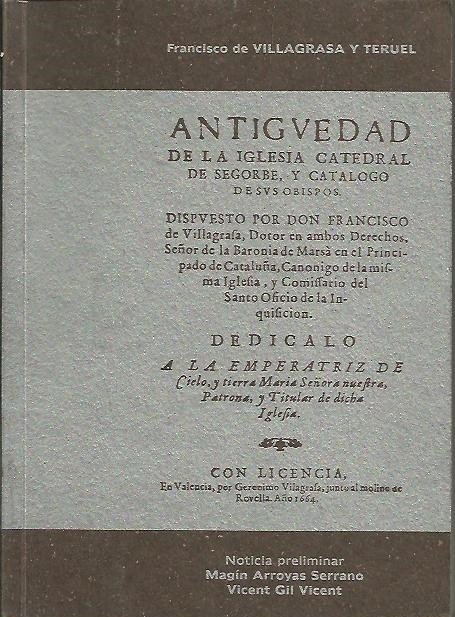 Francisco de VILLAGRASA Y TERUEL
ANTIGVEDAD
DE LA IGLESIA CATEDRAL
DE SEGORBE, Y CATALOGO
DE SVS OBISPOS.
DISPVESTO POR DON FRANCISCO
de Villagraſa, Dotor en ambos Derechos.
Señor de la Baronia de Marsà en el Princi-
pado de Cataluña, Canonigo de la miſ-
ma Igleſia, y Comiſſario del
Santo Oficio de la In-
quiſicion.
DEDICALO
A LA EMPERATRIZ DE
Cielo, y tierra Maria Señora nueſtra,
Patrona, y Titular de dicha
Igleſia.
CON LICENCIA,
En Valencia, por Geronimo Vilagraſa, junto al molino de
Rovella. Año 1664.
Noticia preliminar
Magín Arroyas Serrano
Vicent Gil Vicent